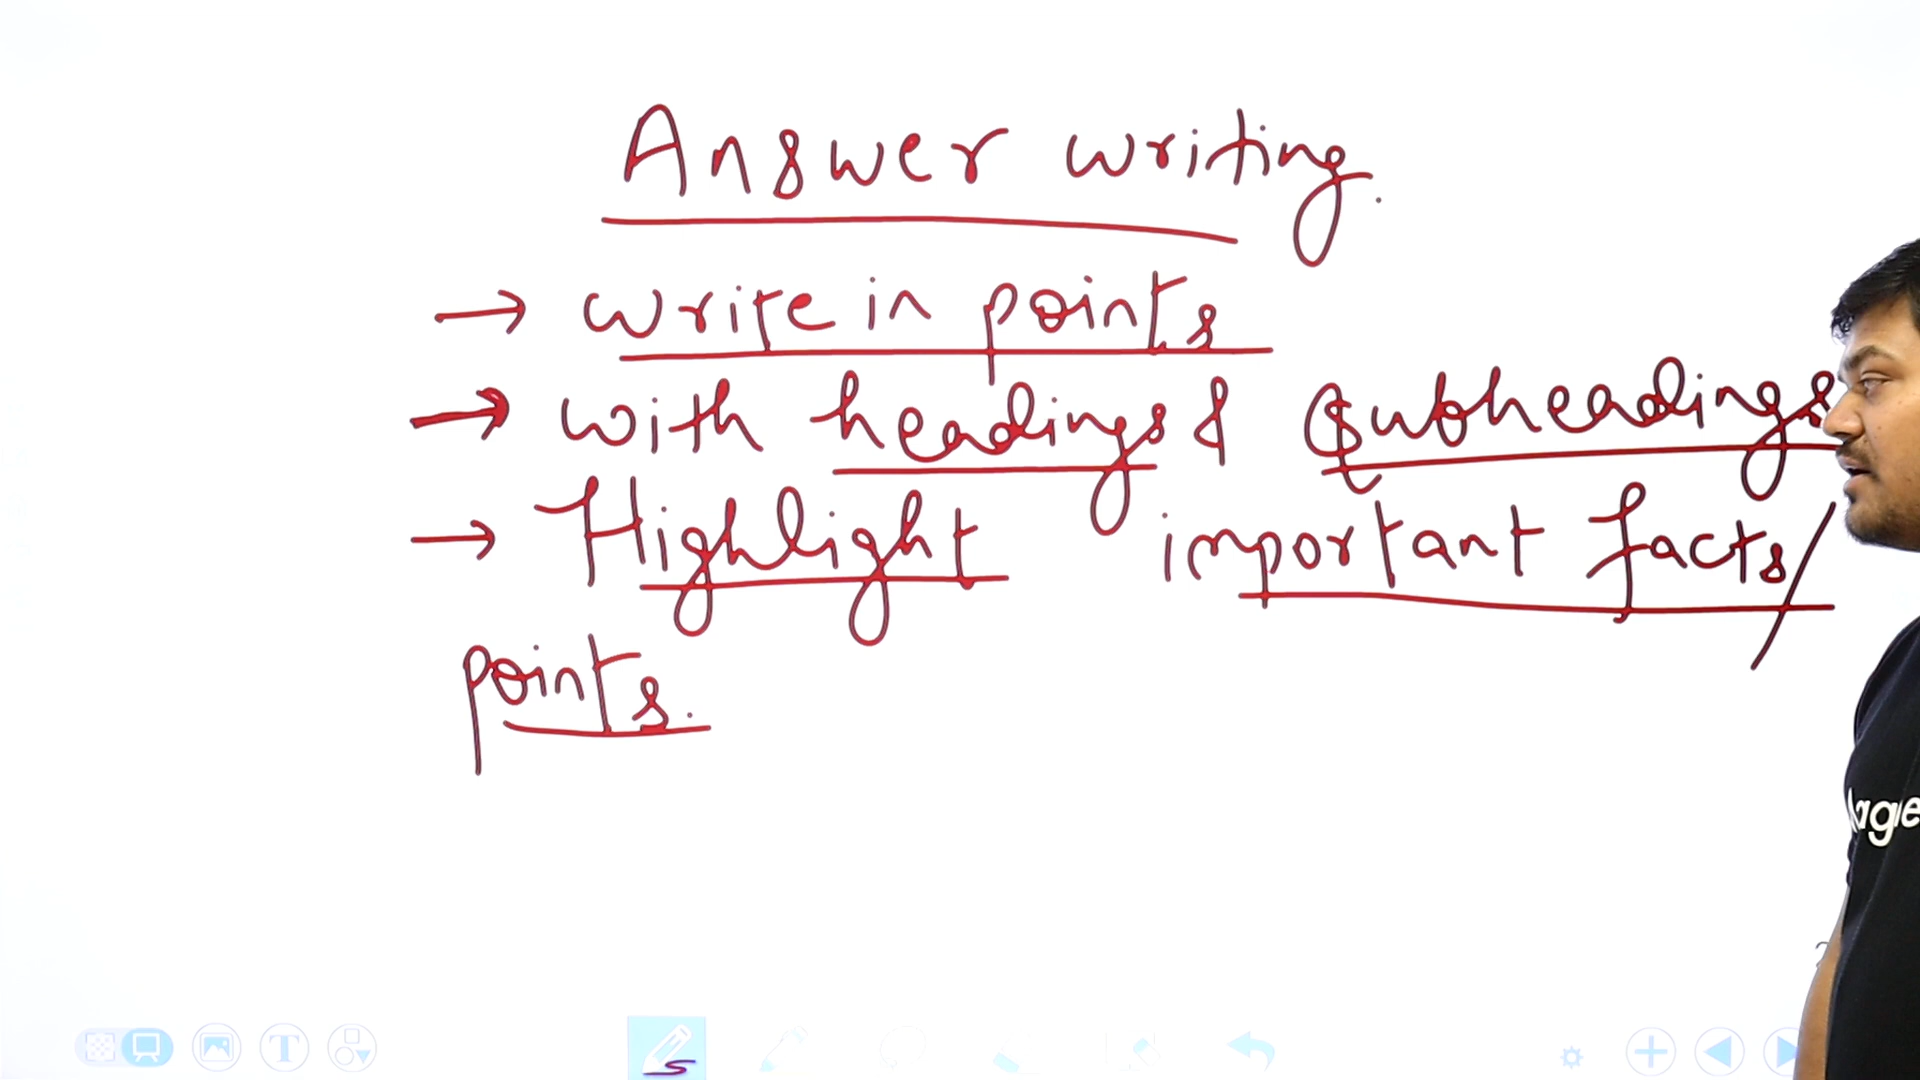 Answer writing.
→ write in points
→ with headings & Subheadings
→ Highlight important facts/
points.